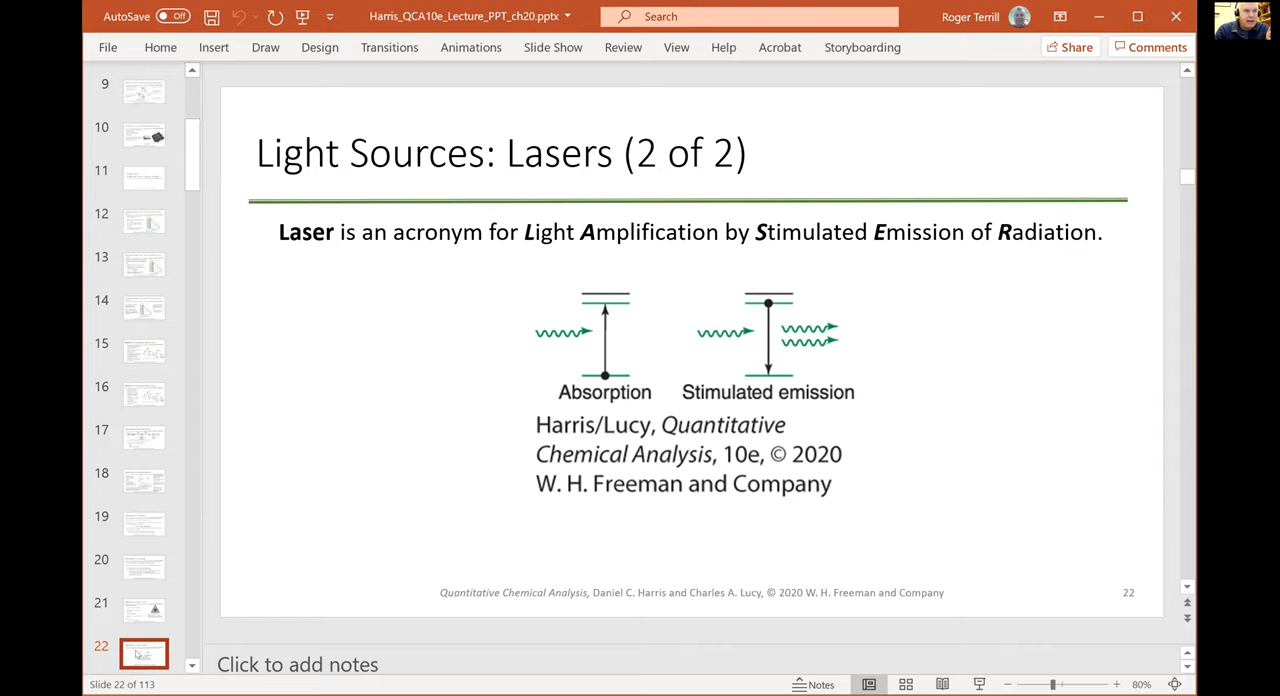 AutoSave Off Harris_QCA10e_Lecture_PPT_ch20.pptx Search Roger Terrill
File Home Insert Draw Design Transitions Animations Slide Show Review View Help Acrobat Storyboarding Share Comments
9
10
11
12
13
14
15
16
17
18
19
20
21
22
Light Sources: Lasers (2 of 2)
Laser is an acronym for Light Amplification by Stimulated Emission of Radiation.
Absorption Stimulated emission
Harris/Lucy, Quantitative
Chemical Analysis, 10e, © 2020
W. H. Freeman and Company
Quantitative Chemical Analysis, Daniel C. Harris and Charles A. Lucy, © 2020 W. H. Freeman and Company 22
Click to add notes
Slide 22 of 113 Notes 80%